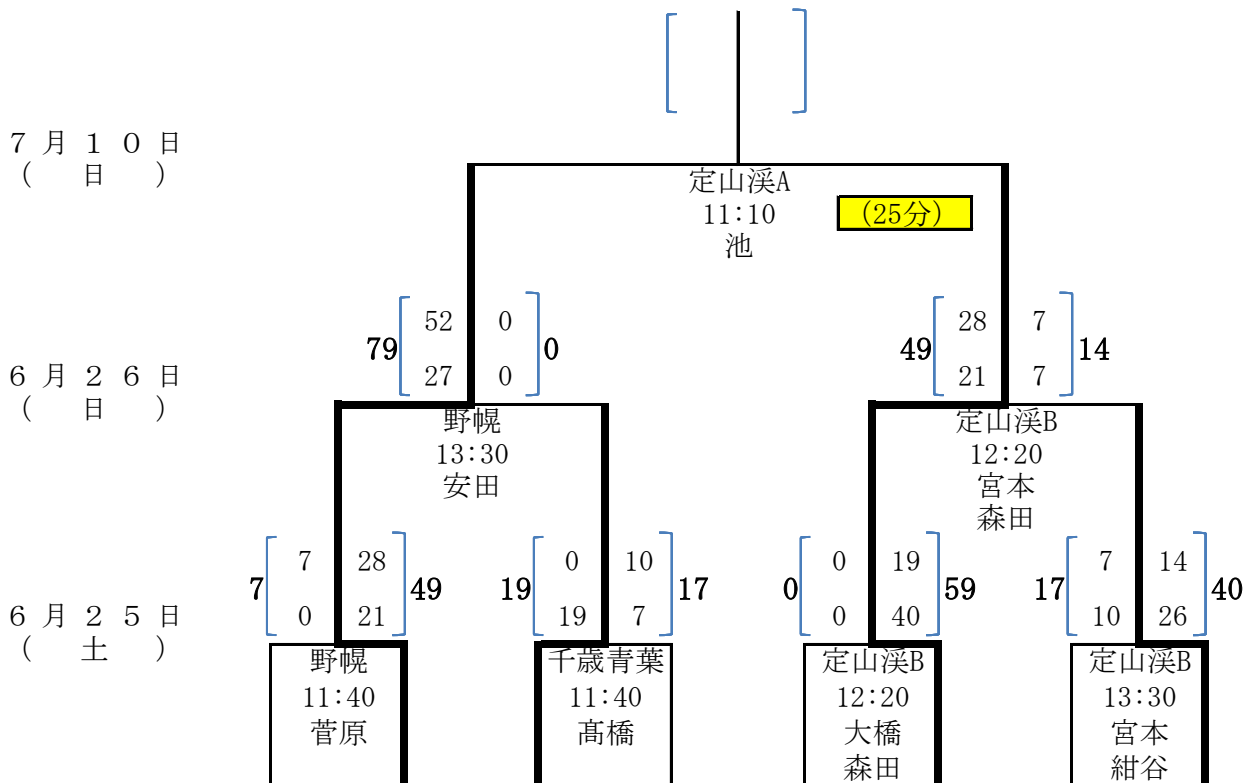 ７月１０日
（日）
定山渓A
11:10
池
(25分)
52 0
79 0
27 0
28 7
49 14
21 7
６月２６日
（日）
野幌
13:30
安田
定山渓B
12:20
宮本
森田
7 28
7 49
0 21
0 10
19 17
19 7
0 19
0 59
0 40
7 14
17 40
10 26
６月２５日
（土）
野幌
11:40
菅原
千歳青葉
11:40
髙橋
定山渓B
12:20
大橋
森田
定山渓B
13:30
宮本
紺谷